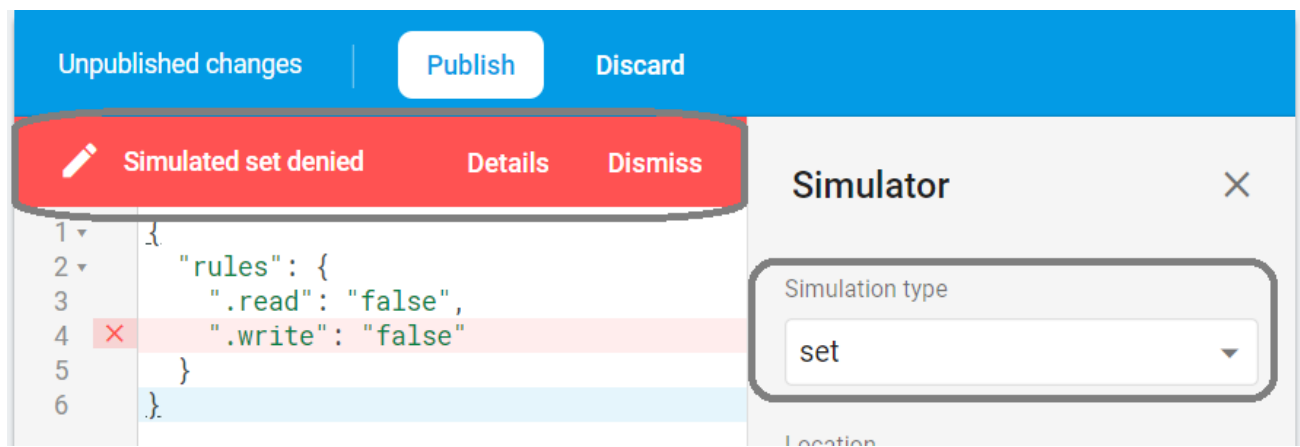 Unpublished changes Publish Discard
Simulated set denied Details Dismiss
Simulator
1 {
2 "rules": {
3 ".read": "false",
4 ".write": "false"
5 }
6 }
Simulation type
set
Location